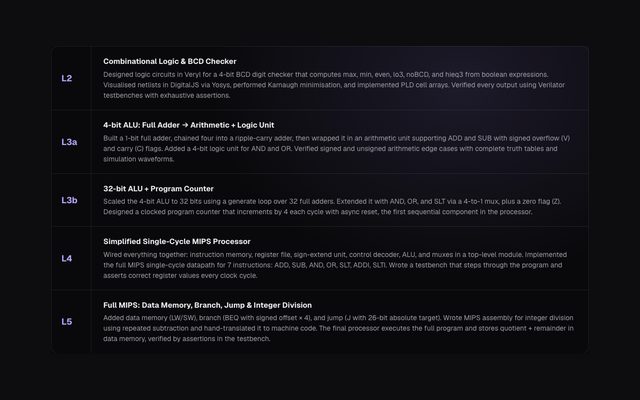 L2
Combinational Logic & BCD Checker
Designed logic circuits in Veryl for a 4-bit BCD digit checker that computes max, min, even, lo3, noBCD, and hieq3 from boolean expressions.
Visualised netlists in DigitalJS via Yosys, performed Karnaugh minimisation, and implemented PLD cell arrays. Verified every output using Verilator
testbenches with exhaustive assertions.
L3a
4-bit ALU: Full Adder → Arithmetic + Logic Unit
Built a 1-bit full adder, chained four into a ripple-carry adder, then wrapped it in an arithmetic unit supporting ADD and SUB with signed overflow (V)
and carry (C) flags. Added a 4-bit logic unit for AND and OR. Verified signed and unsigned arithmetic edge cases with complete truth tables and
simulation waveforms.
L3b
32-bit ALU + Program Counter
Scaled the 4-bit ALU to 32 bits using a generate loop over 32 full adders. Extended it with AND, OR, and SLT via a 4-to-1 mux, plus a zero flag (Z).
Designed a clocked program counter that increments by 4 each cycle with async reset, the first sequential component in the processor.
L4
Simplified Single-Cycle MIPS Processor
Wired everything together: instruction memory, register file, sign-extend unit, control decoder, ALU, and muxes in a top-level module. Implemented
the full MIPS single-cycle datapath for 7 instructions: ADD, SUB, AND, OR, SLT, ADDI, SLTI. Wrote a testbench that steps through the program and
asserts correct register values every clock cycle.
L5
Full MIPS: Data Memory, Branch, Jump & Integer Division
Added data memory (LW/SW), branch (BEQ with signed offset × 4), and jump (J with 26-bit absolute target). Wrote MIPS assembly for integer division
using repeated subtraction and hand-translated it to machine code. The final processor executes the full program and stores quotient + remainder in
data memory, verified by assertions in the testbench.